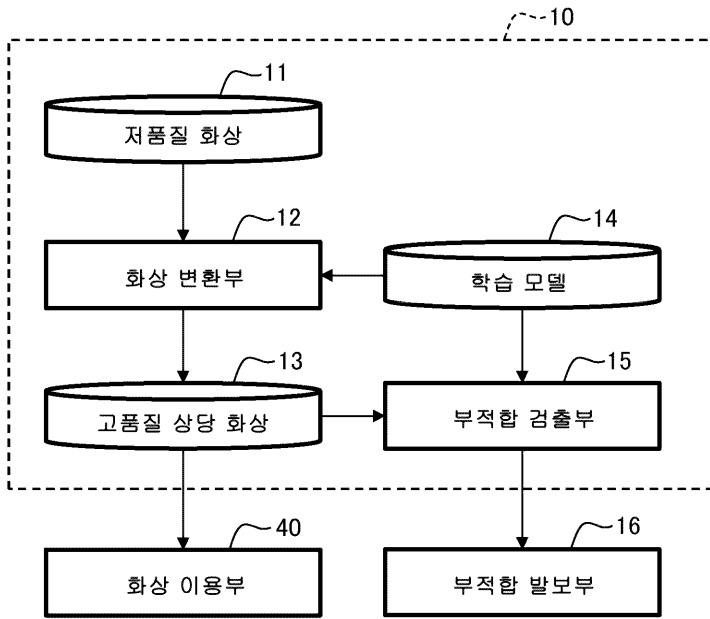 10
11
저품질 화상
12
화상 변환부
14
학습 모델
13
고품질 상당 화상
15
부적합 검출부
40
화상 이용부
16
부적합 발보부